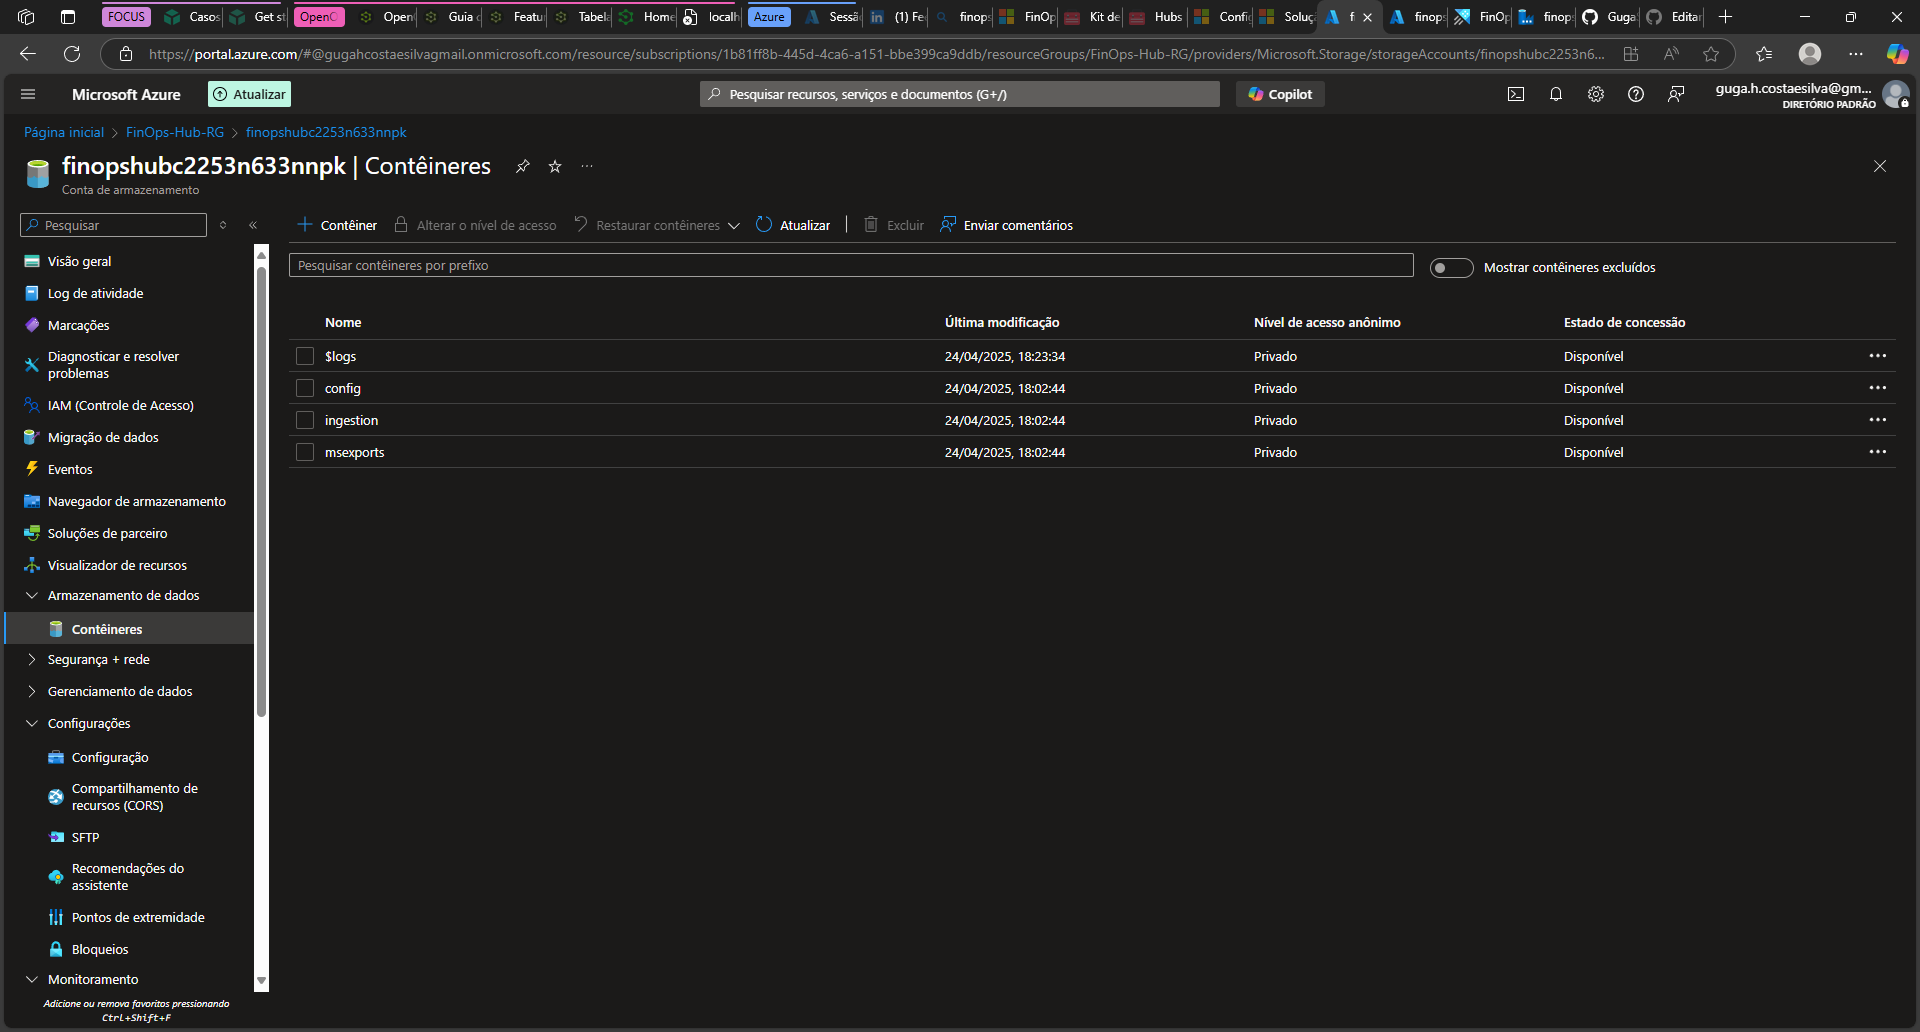 FOCUS
Casos
Get st
OpenC
Open
Guia c
Featu
Tabela
Home
localh
Azure
Sessã
(1) Fe
finops
FinOp
Kit de
Hubs
Config
Soluç
f
finops
FinOp
finop
Guga
Editar
https://portal.azure.com/#@gugahcostaesilvagmail.onmicrosoft.com/resource/subscriptions/1b81ff8b-445d-4ca6-a151-bbe399ca9ddb/resourceGroups/FinOps-Hub-RG/providers/Microsoft.Storage/storageAccounts/finopshubc2253n6...
Microsoft Azure
Atualizar
Pesquisar recursos, serviços e documentos (G+/)
Copilot
guga.h.costaesilva@gm...
DIRETÓRIO PADRÃO
Página inicial > FinOps-Hub-RG > finopshubc2253n633nnpk
finopshubc2253n633nnpk | Contêineres
Conta de armazenamento
Pesquisar
Contêiner
Alterar o nível de acesso
Restaurar contêineres
Atualizar
Excluir
Enviar comentários
Pesquisar contêineres por prefixo
Mostrar contêineres excluídos
Visão geral
Log de atividade
Marcações
Diagnosticar e resolver
problemas
IAM (Controle de Acesso)
Migração de dados
Eventos
Navegador de armazenamento
Soluções de parceiro
Visualizador de recursos
Armazenamento de dados
Contêineres
Segurança + rede
Gerenciamento de dados
Configurações
Configuração
Compartilhamento de
recursos (CORS)
SFTP
Recomendações do
assistente
Pontos de extremidade
Bloqueios
Monitoramento
Adicione ou remova favoritos pressionando
Ctrl+Shift+F
Nome Última modificação Nível de acesso anônimo Estado de concessão
$logs 24/04/2025, 18:23:34 Privado Disponível
config 24/04/2025, 18:02:44 Privado Disponível
ingestion 24/04/2025, 18:02:44 Privado Disponível
msexports 24/04/2025, 18:02:44 Privado Disponível